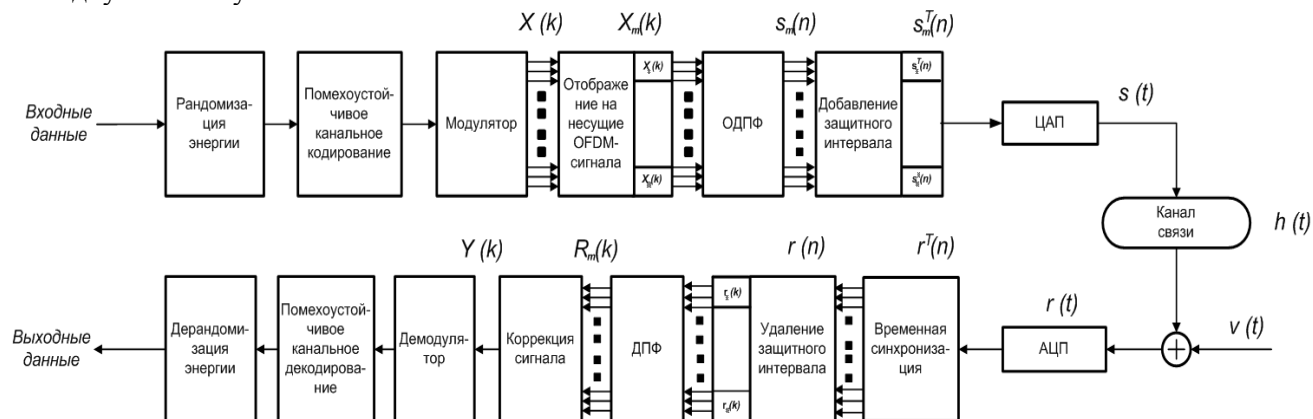 X (k)
X_m(k)
s_m(n)
s_m^T(n)
Входные
данные
Рандомиза-
ция
энергии
Помехоустой-
чивое
канальное
кодирование
Модулятор
Отображе
ние на
несущие
OFDM-
сигнала
ОДПФ
Добавление
защитного
интервала
ЦАП
s (t)
Канал
связи
h (t)
Y (k)
R_m(k)
r (n)
r^T(n)
r (t)
v (t)
Выходные
данные
Дерандоми-
зация
энергии
Помехоустой-
чивое
канальное
декодирова-
ние
Демодуля-
тор
Коррекция
сигнала
ДПФ
Удаление
защитного
интервала
Временная
синхрониза-
ция
АЦП